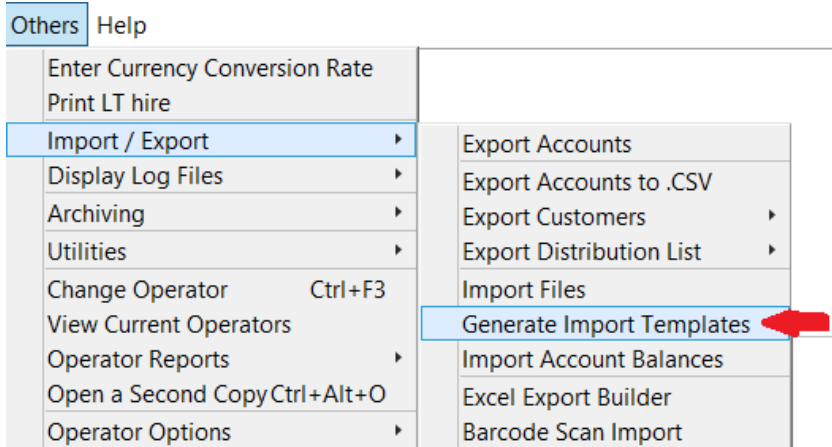 Others Help
Enter Currency Conversion Rate
Print LT hire
Import / Export
Display Log Files
Archiving
Utilities
Change Operator Ctrl+F3
View Current Operators
Operator Reports
Open a Second Copy Ctrl+Alt+O
Operator Options
Export Accounts
Export Accounts to .CSV
Export Customers
Export Distribution List
Import Files
Generate Import Templates
Import Account Balances
Excel Export Builder
Barcode Scan Import